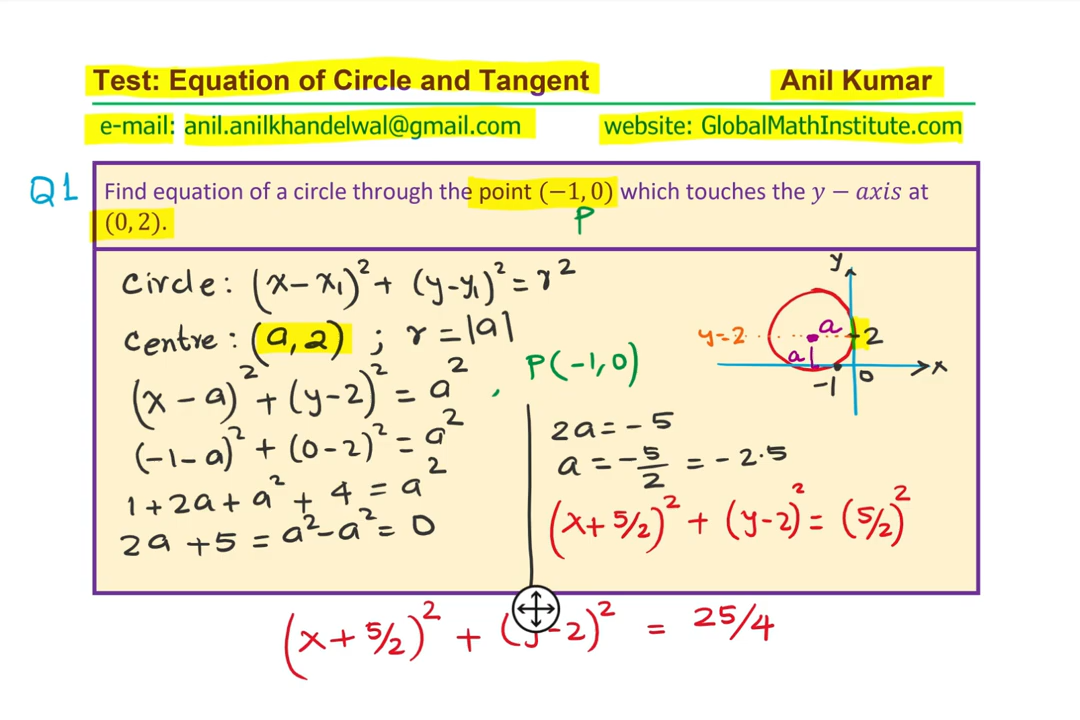 Test: Equation of Circle and Tangent Anil Kumar
e-mail: anil.anilkhandelwal@gmail.com website: GlobalMathInstitute.com
Q1 Find equation of a circle through the point (−1, 0) which touches the y − axis at
P
(0, 2).
Circle: (x-x₁)² + (y-y₁)² = r²
Centre: (a, 2) ; r = |a|
(x - a)² + (y-2)² = a² , P(-1, 0)
(-1-a)² + (0-2)² = a²
1+2a+a² + 4 = a²
2a +5 = a²-a² = 0
y
y=2 a 2
a
-1 0 x
2a = -5
a = -5/2 = -2.5
(x+5/2)² + (y-2)² = (5/2)²
(x+5/2)² + (y-2)² = 25/4